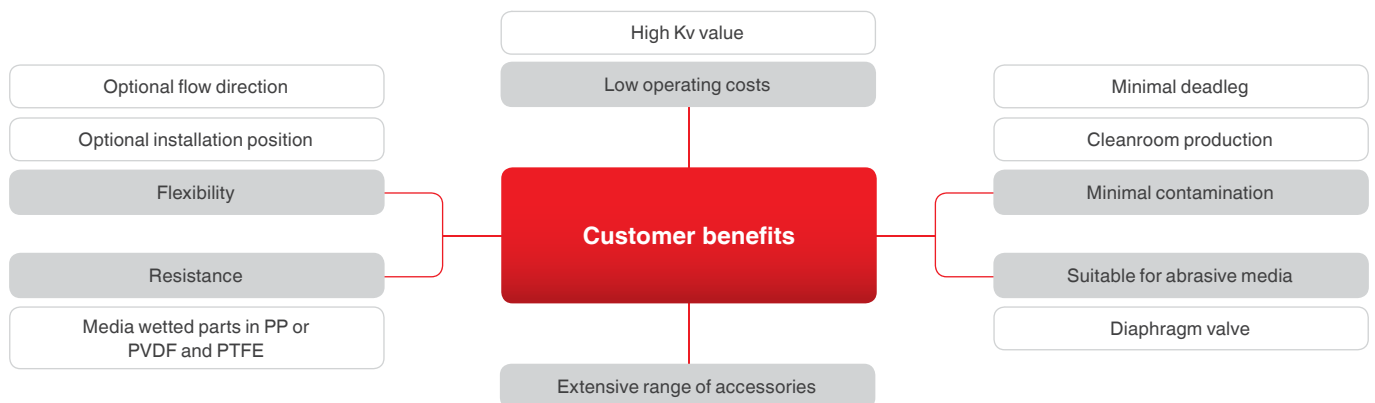 High Kv value
Low operating costs
Optional flow direction
Optional installation position
Flexibility
Resistance
Media wetted parts in PP or
PVDF and PTFE
Customer benefits
Minimal deadleg
Cleanroom production
Minimal contamination
Suitable for abrasive media
Diaphragm valve
Extensive range of accessories